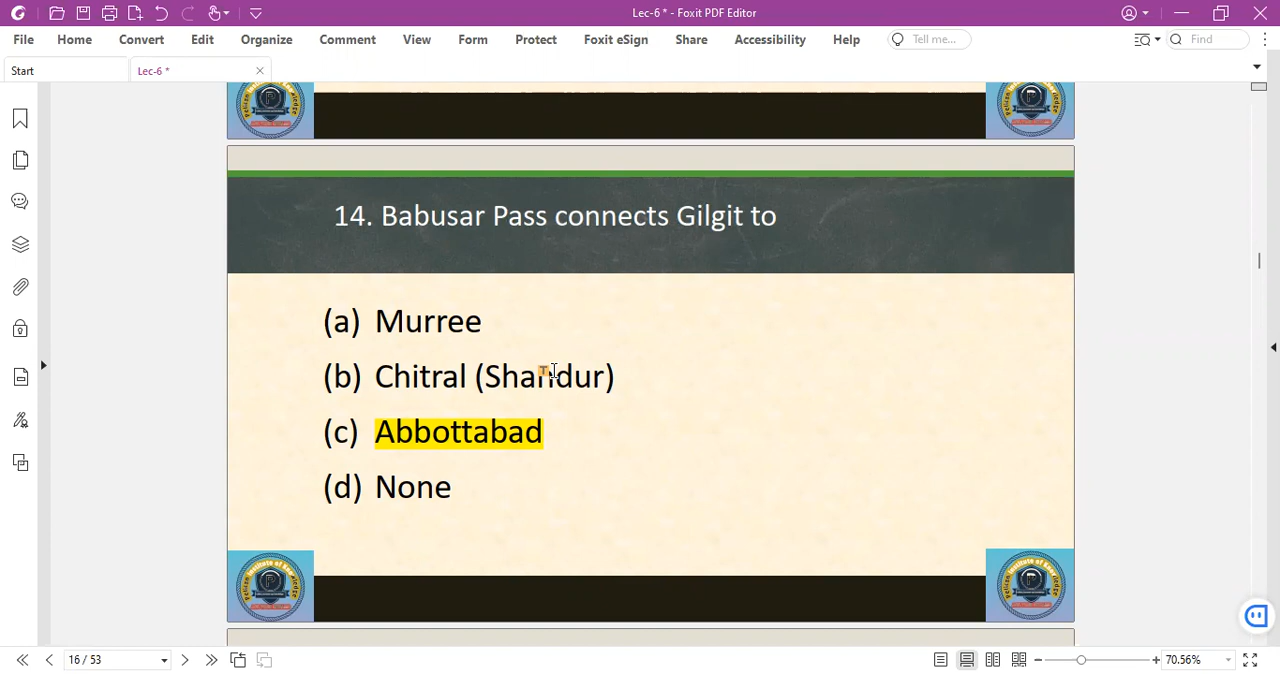 Lec-6 * - Foxit PDF Editor
File Home Convert Edit Organize Comment View Form Protect Foxit eSign Share Accessibility Help Tell me... Find
Start Lec-6 *
14. Babusar Pass connects Gilgit to
(a) Murree
(b) Chitral (Shandur)
(c) Abbottabad
(d) None
16 / 53 70.56%